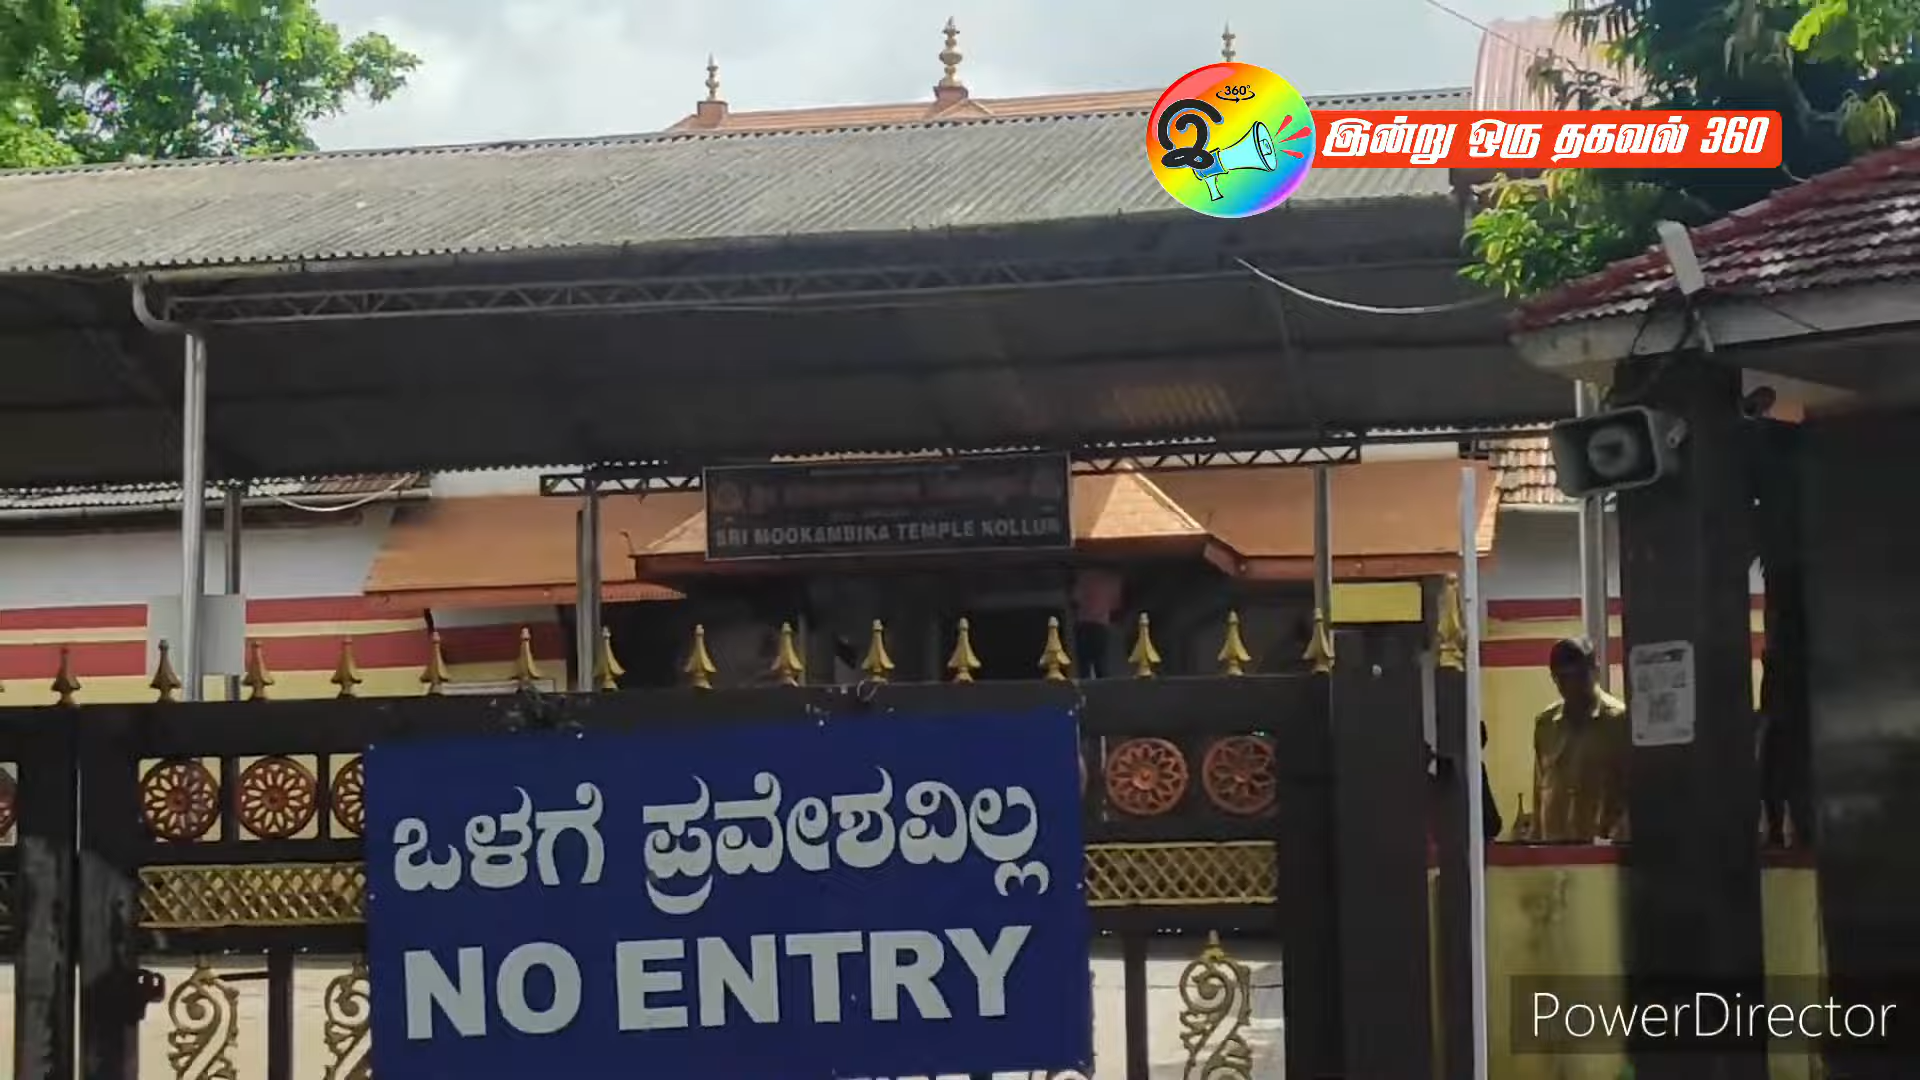 360°
இன்று ஒரு தகவல் 360
SRI MOOKAMBIKA TEMPLE KOLLUR
ಒಳಗೆ ಪ್ರವೇಶವಿಲ್ಲ
NO ENTRY
PowerDirector